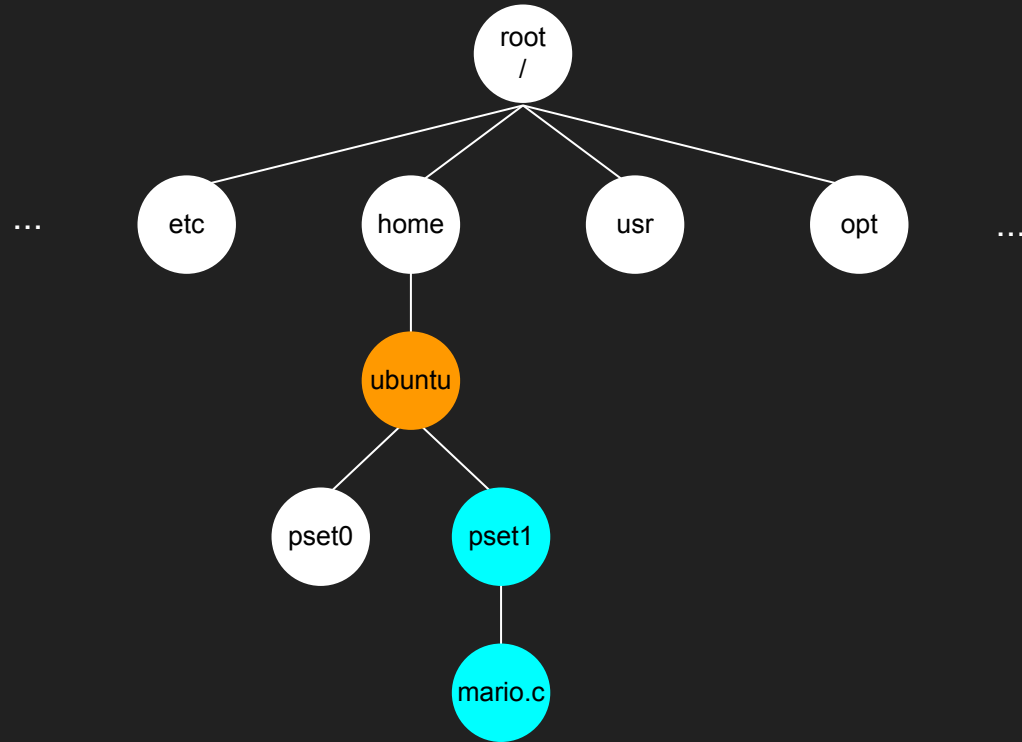 root
/
...
etc
home
usr
opt
...
ubuntu
pset0
pset1
mario.c